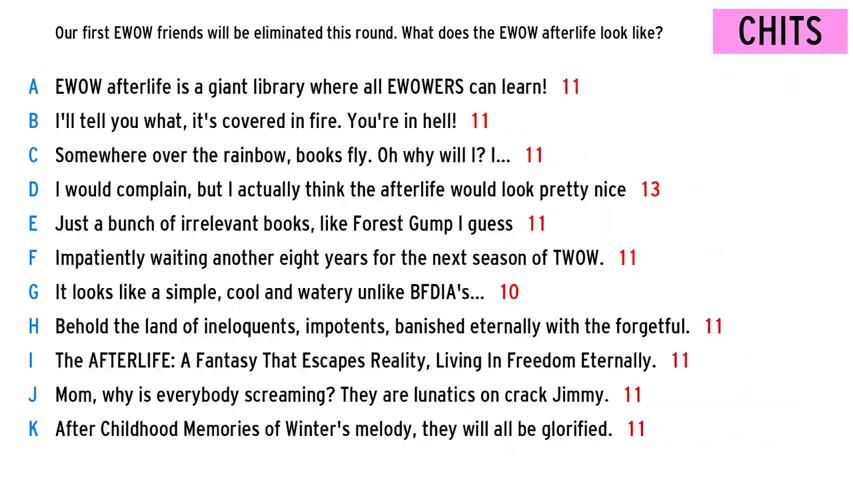 Our first EWOW friends will be eliminated this round. What does the EWOW afterlife look like?
CHITS
A EWOW afterlife is a giant library where all EWOWERS can learn! 11
B I'll tell you what, it's covered in fire. You're in hell! 11
C Somewhere over the rainbow, books fly. Oh why will I? I... 11
D I would complain, but I actually think the afterlife would look pretty nice 13
E Just a bunch of irrelevant books, like Forest Gump I guess 11
F Impatiently waiting another eight years for the next season of TWOW. 11
G It looks like a simple, cool and watery unlike BFDIA's... 10
H Behold the land of ineloquents, impotents, banished eternally with the forgetful. 11
I The AFTERLIFE: A Fantasy That Escapes Reality, Living In Freedom Eternally. 11
J Mom, why is everybody screaming? They are lunatics on crack Jimmy. 11
K After Childhood Memories of Winter's melody, they will all be glorified. 11